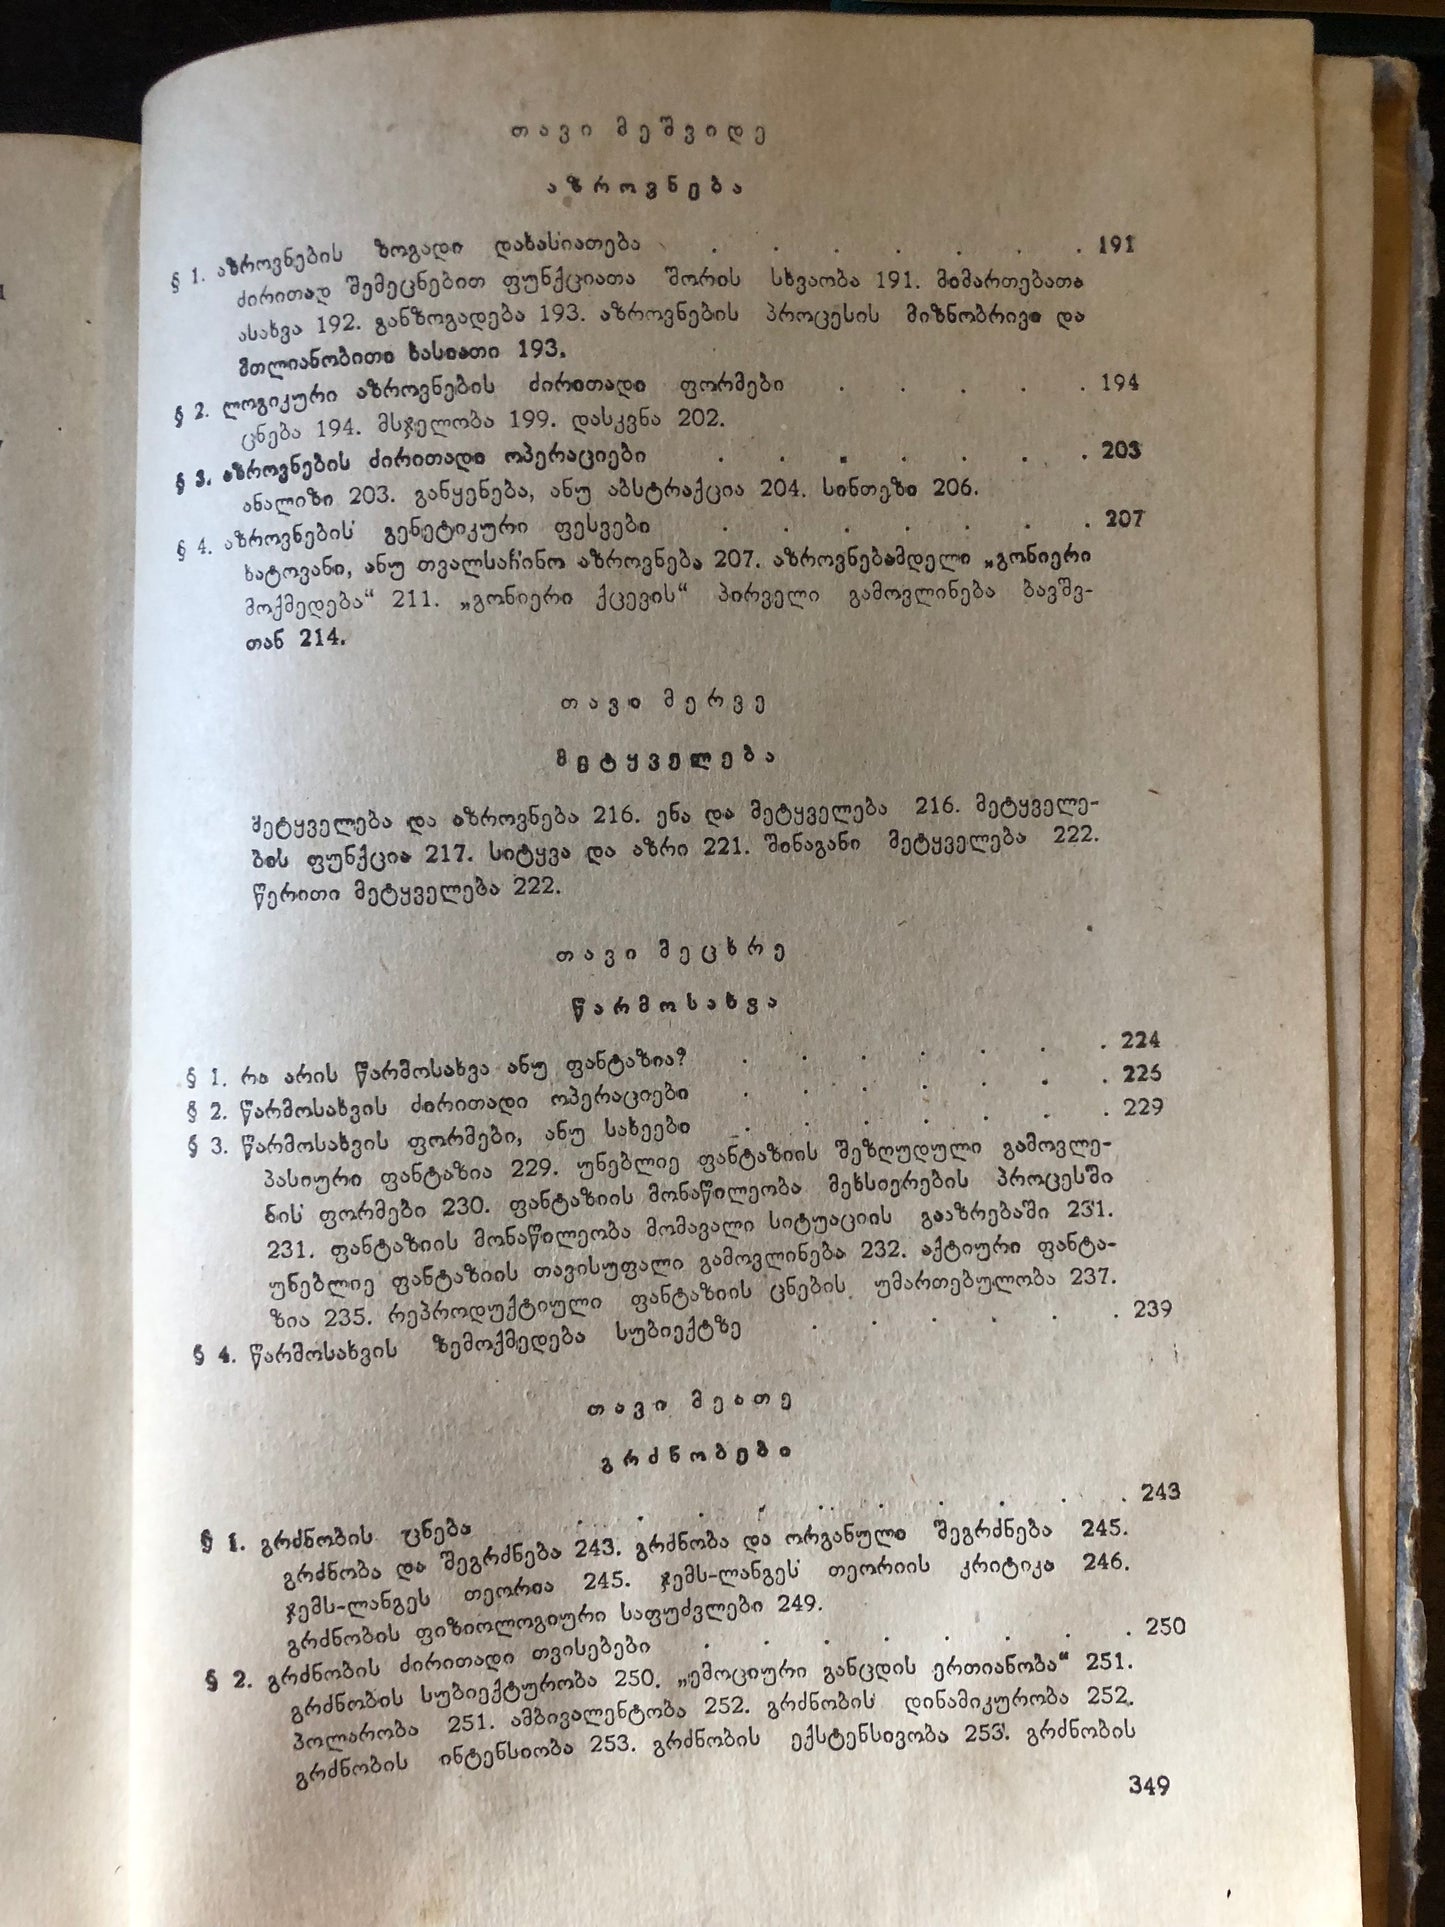 თავი მეშვიდე
აზროვნება
§ 1. აზროვნების ზოგადი დახასიათება . . . . . . . 191
ძირითად შემეცნებით ფუნქციათა შორის სხვაობა 191. მიმართებათა
ასახვა 192. განზოგადება 193. აზროვნების პროცესის მიზნობრივი და
მთლიანობითი ხასიათი 193.
§ 2. ლოგიკური აზროვნების ძირითადი ფორმები . . . . . 194
ცნება 194. მსჯელობა 199. დასკვნა 202.
§ 3. აზროვნების ძირითადი ოპერაციები . . . . . . . 203
ანალიზი 203. განყენება, ანუ აბსტრაქცია 204. სინთეზი 206.
§ 4. აზროვნების გენეტიკური ფესვები . . . . . . . 207
ხატოვანი, ანუ თვალსაჩინო აზროვნება 207. აზროვნებამდელი „გონიერი
მოქმედება“ 211. „გონიერი ქცევის“ პირველი გამოვლინება ბავშვ-
თან 214.
თავი მერვე
მეტყველება
მეტყველება და აზროვნება 216. ენა და მეტყველება 216. მეტყველე-
ბის ფუნქცია 217. სიტყვა და აზრი 221. შინაგანი მეტყველება 222.
წერითი მეტყველება 222.
თავი მეცხრე
წარმოსახვა
§ 1. რა არის წარმოსახვა ანუ ფანტაზია? . . . . . . . 224
§ 2. წარმოსახვის ძირითადი ოპერაციები . . . . . . . 225
§ 3. წარმოსახვის ფორმები, ანუ სახეები . . . . . . . 229
პასიური ფანტაზია 229. უნებლიე ფანტაზიის შეზღუდული გამოვლე-
ნის ფორმები 230. ფანტაზიის მონაწილეობა მეხსიერების პროცესში
231. ფანტაზიის მონაწილეობა მომავალი სიტუაციის გააზრებაში 231.
უნებლიე ფანტაზიის თავისუფალი გამოვლინება 232. აქტიური ფანტა-
ზია 235. რეპროდუქტიული ფანტაზიის ცნების უმართებულობა 237.
§ 4. წარმოსახვის ზემოქმედება სუბიექტზე . . . . . . 239
თავი მეათე
გრძნობები
§ 1. გრძნობის ცნება . . . . . . . . . . 243
გრძნობა და შეგრძნება 243. გრძნობა და ორგანული შეგრძნება 245.
ჯემს-ლანგეს თეორია 245. ჯემს-ლანგეს თეორიის კრიტიკა 246.
გრძნობის ფიზიოლოგიური საფუძვლები 249.
§ 2. გრძნობის ძირითადი თვისებები . . . . . . . . 250
გრძნობის სუბიექტურობა 250. „ემოციური განცდის ერთიანობა“ 251.
პოლარობა 251. ამბივალენტობა 252. გრძნობის დინამიკურობა 252.
გრძნობის ინტენსიობა 253. გრძნობის ექსტენსივობა 253. გრძნობის
349